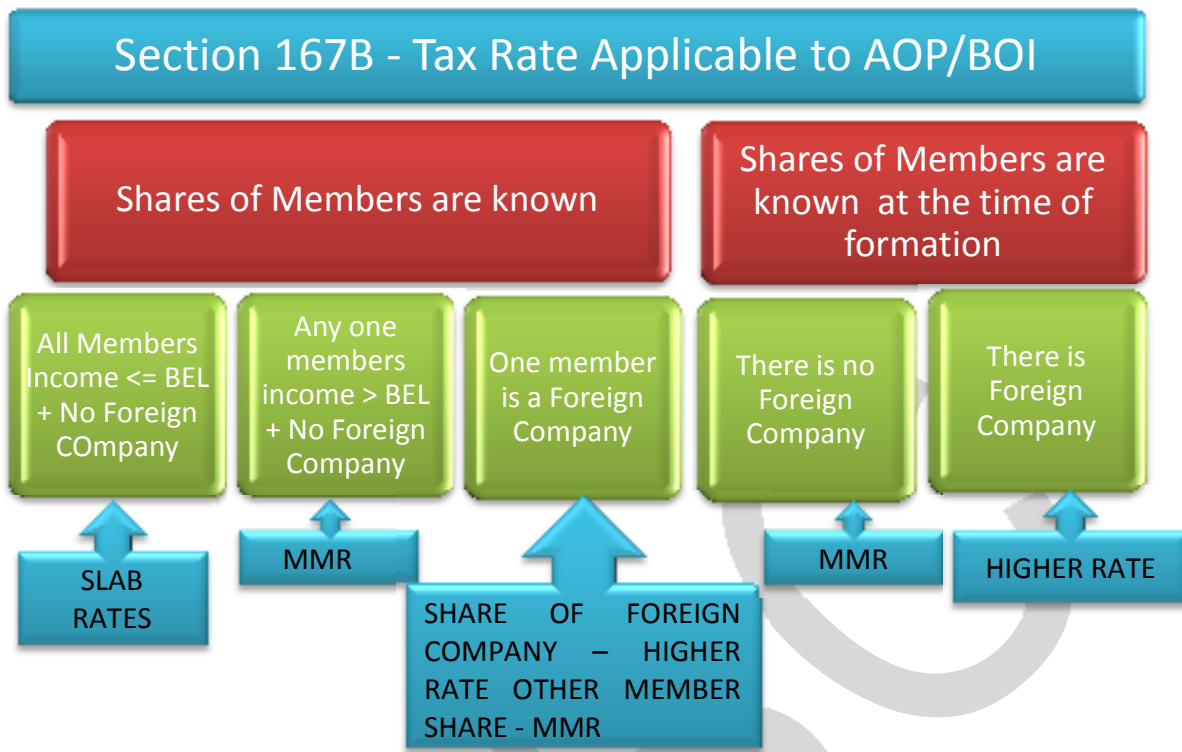 Section 167B - Tax Rate Applicable to AOP/BOI
Shares of Members are known
Shares of Members are
known at the time of
formation
All Members
Income <= BEL
+ No Foreign
COmpany
Any one
members
income > BEL
+ No Foreign
Company
One member
is a Foreign
Company
There is no
Foreign
Company
There is
Foreign
Company
SLAB
RATES
MMR
SHARE OF FOREIGN
COMPANY – HIGHER
RATE OTHER MEMBER
SHARE - MMR
MMR
HIGHER RATE